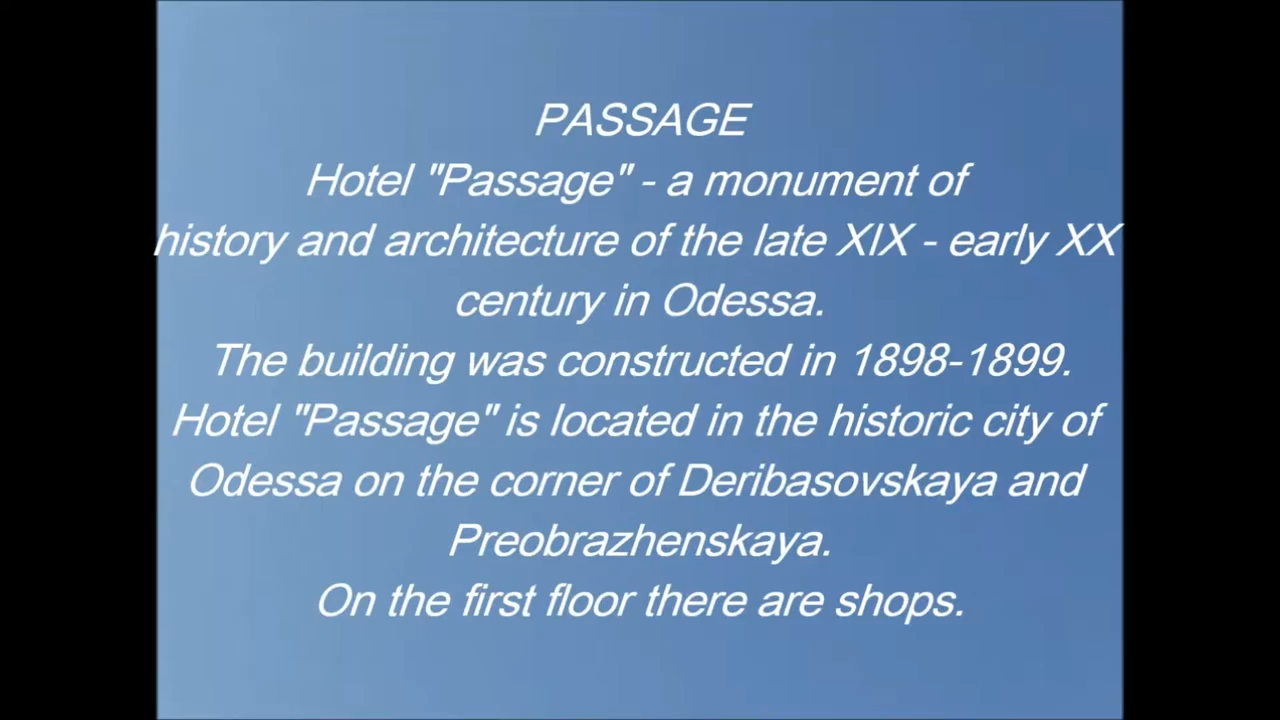 PASSAGE
Hotel "Passage" - a monument of
history and architecture of the late XIX - early XX
century in Odessa.
The building was constructed in 1898-1899.
Hotel "Passage" is located in the historic city of
Odessa on the corner of Deribasovskaya and
Preobrazhenskaya.
On the first floor there are shops.